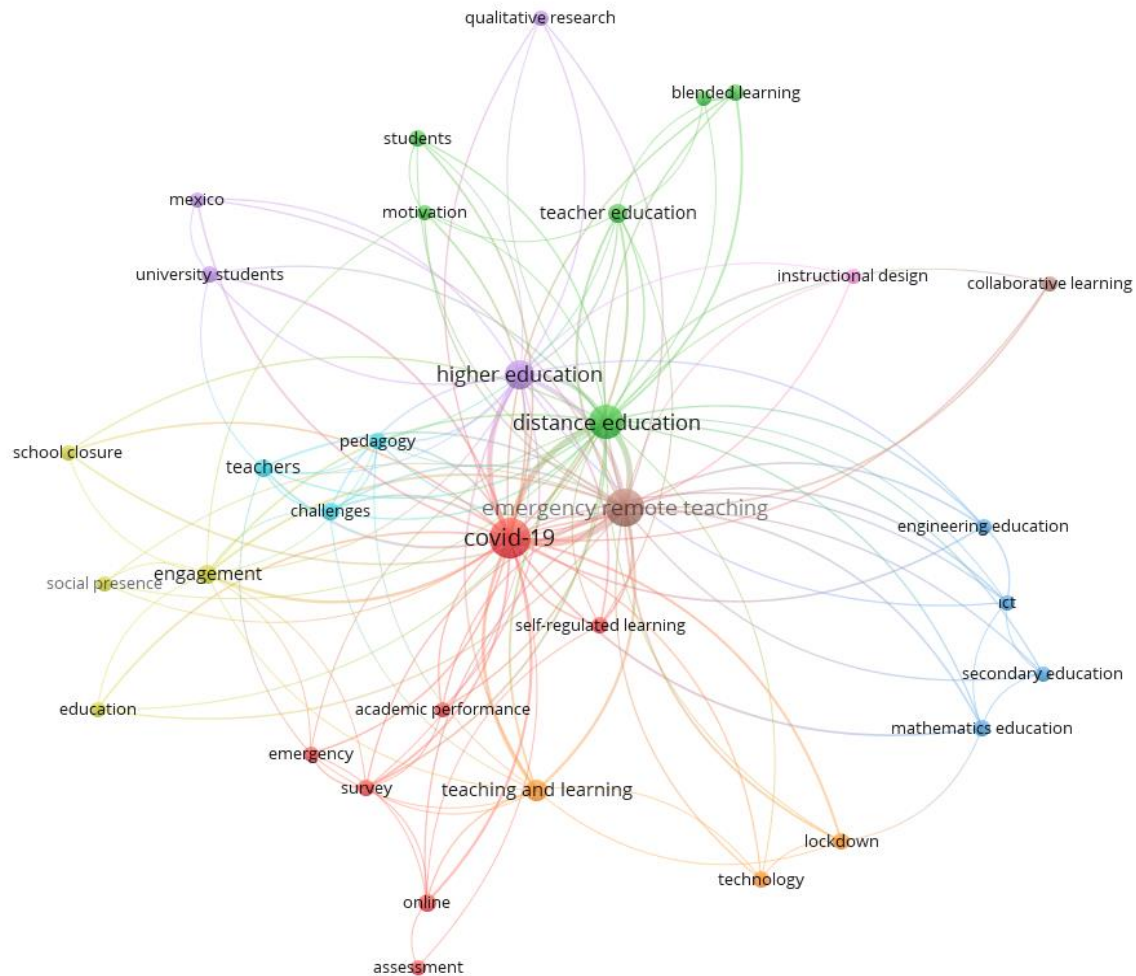 qualitative research
blended learning
students
mexico
motivation
teacher education
university students
instructional design
collaborative learning
higher education
distance education
school closure
pedagogy
teachers
challenges
emergency remote teaching
engineering education
covid-19
engagement
social presence
ict
self-regulated learning
secondary education
education
academic performance
mathematics education
emergency
survey
teaching and learning
lockdown
technology
online
assessment